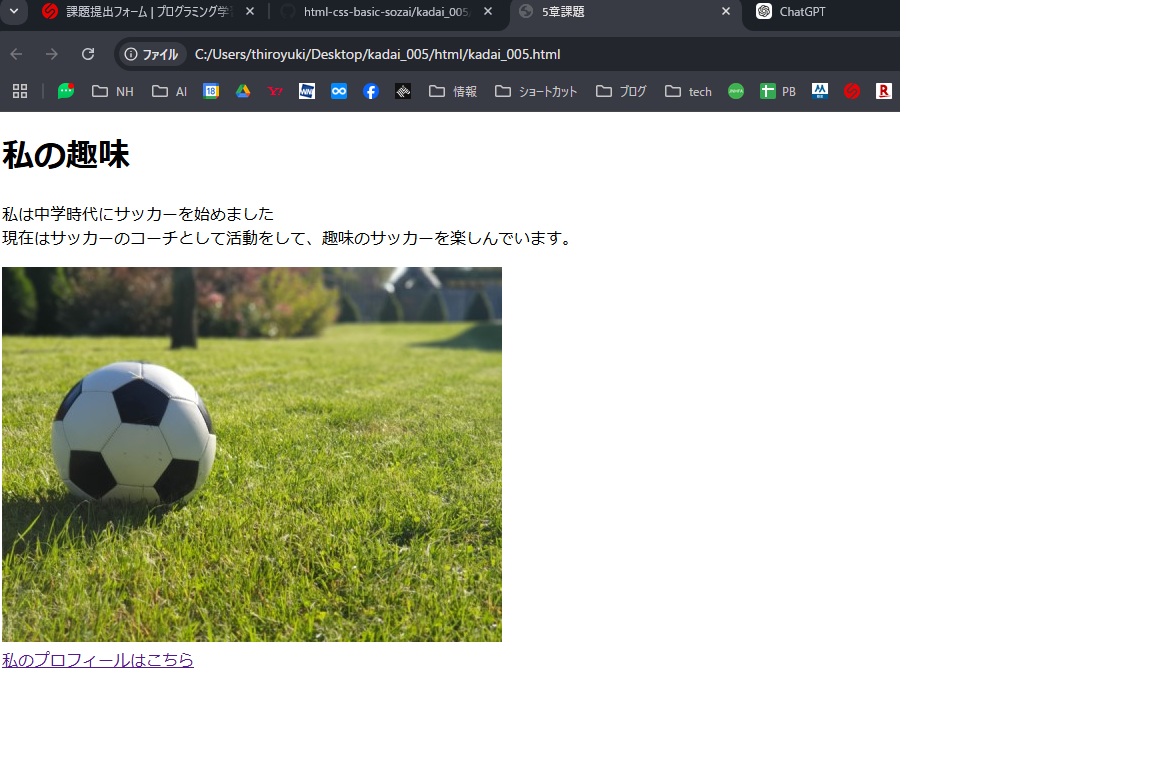 課題提出フォーム | プログラミング学
html-css-basic-sozai/kadai_005
5章課題
ChatGPT
ファイル C:/Users/thiroyuki/Desktop/kadai_005/html/kadai_005.html
NH AI 18 情報 ショートカット ブログ tech PB R
私の趣味
私は中学時代にサッカーを始めました
現在はサッカーのコーチとして活動をして、趣味のサッカーを楽しんでいます。
私のプロフィールはこちら